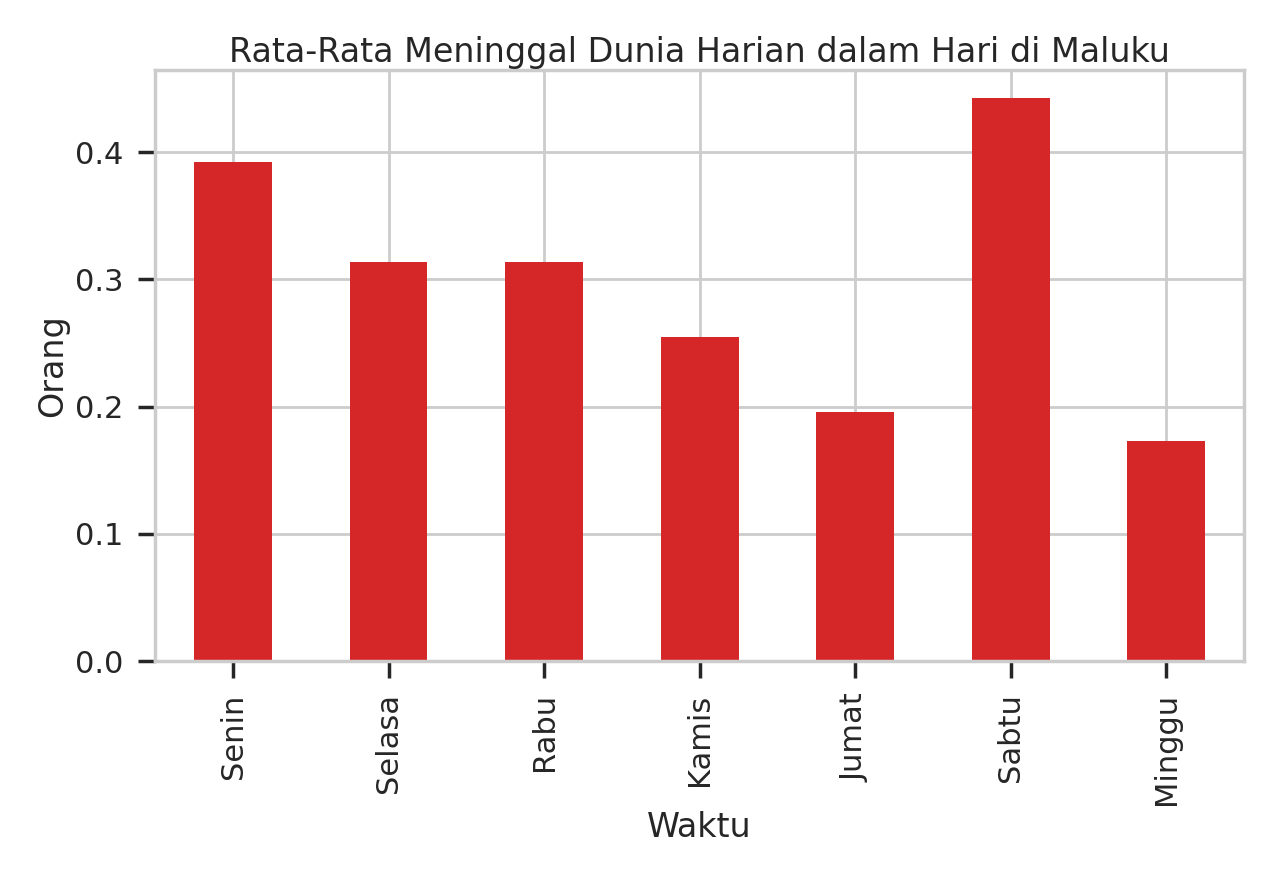 Rata-Rata Meninggal Dunia Harian dalam Hari di Maluku
Orang
0.4
0.3
0.2
0.1
0.0
Senin
Selasa
Rabu
Kamis
Jumat
Sabtu
Minggu
Waktu